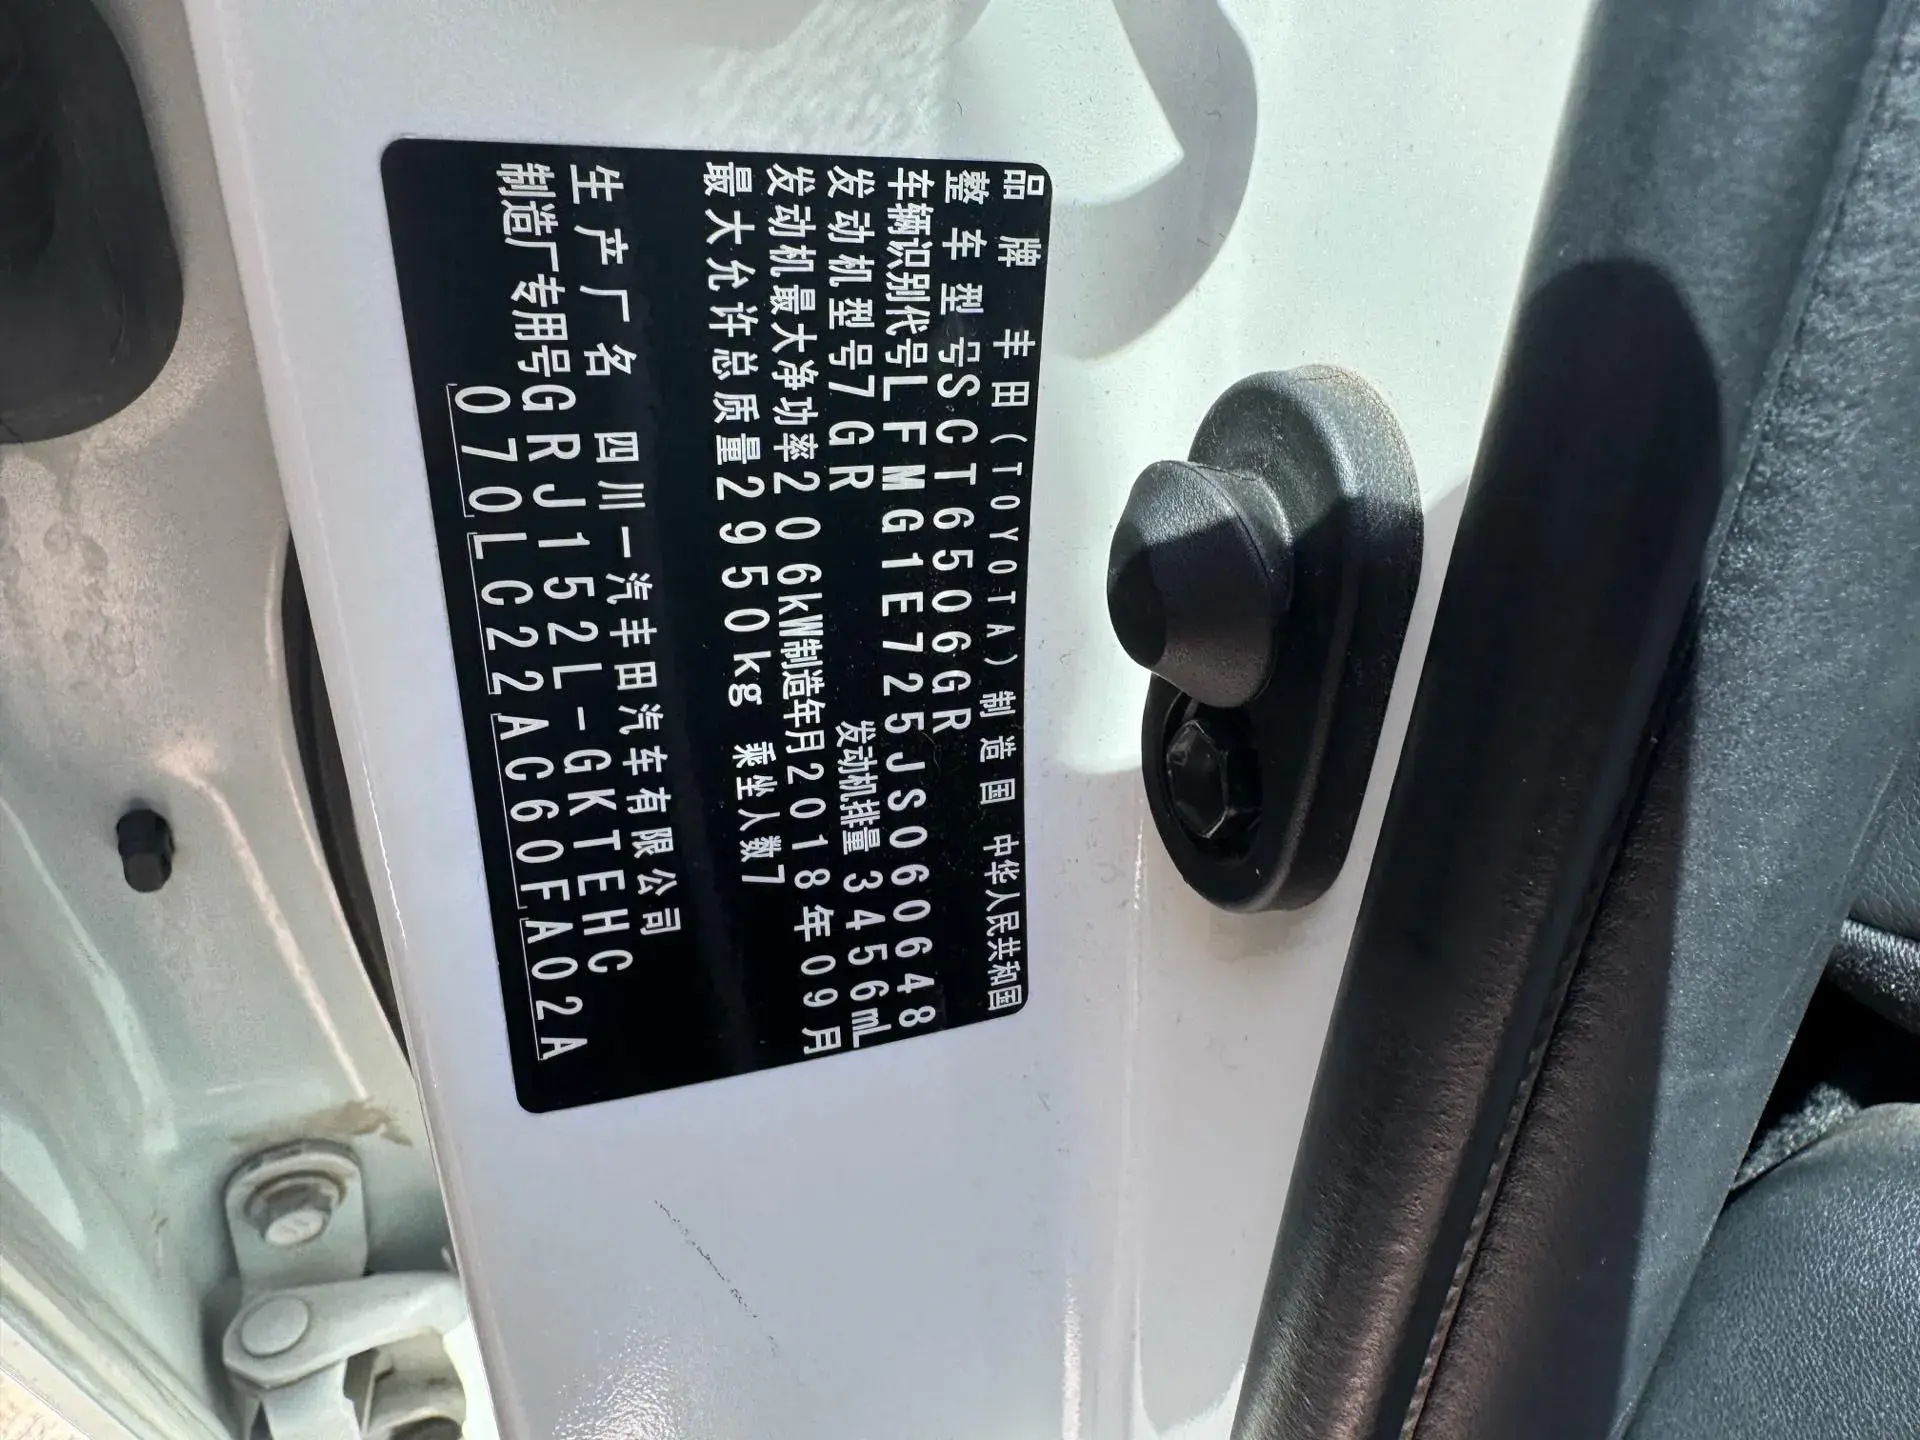 品牌 丰田(TOYOTA) 制造国 中华人民共和国
整车型号SCT6506GR
车辆识别代号LFMG1E725JS060648
发动机型号7GR 发动机排量 3456mL
发动机最大净功率206kW制造年月2018年09月
最大允许总质量2950kg 乘坐人数7
生产厂名 四川一汽丰田汽车有限公司
制造厂专用号GRJ152L-GKTEHC
070LC22AC60FA02A